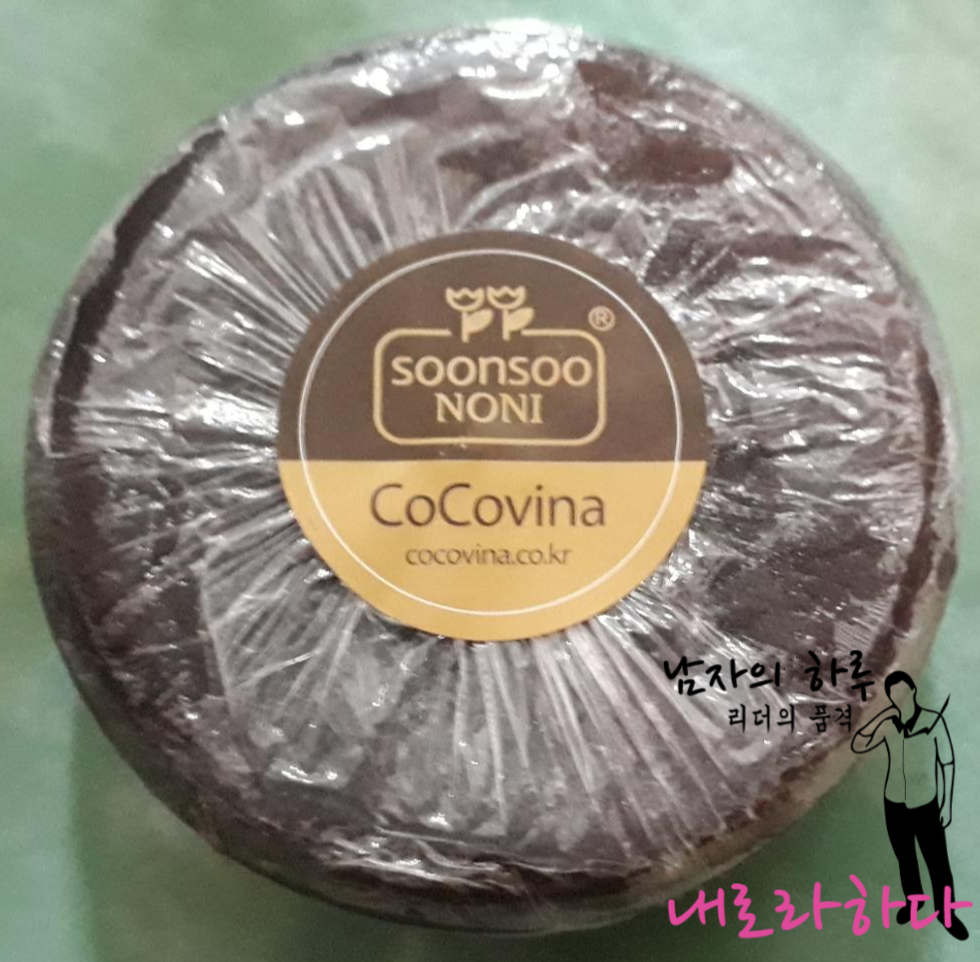 ®
SOONSOO
NONI
CoCovina
cocovina.co.kr
남자의 하루
리더의 품격
내로라하다